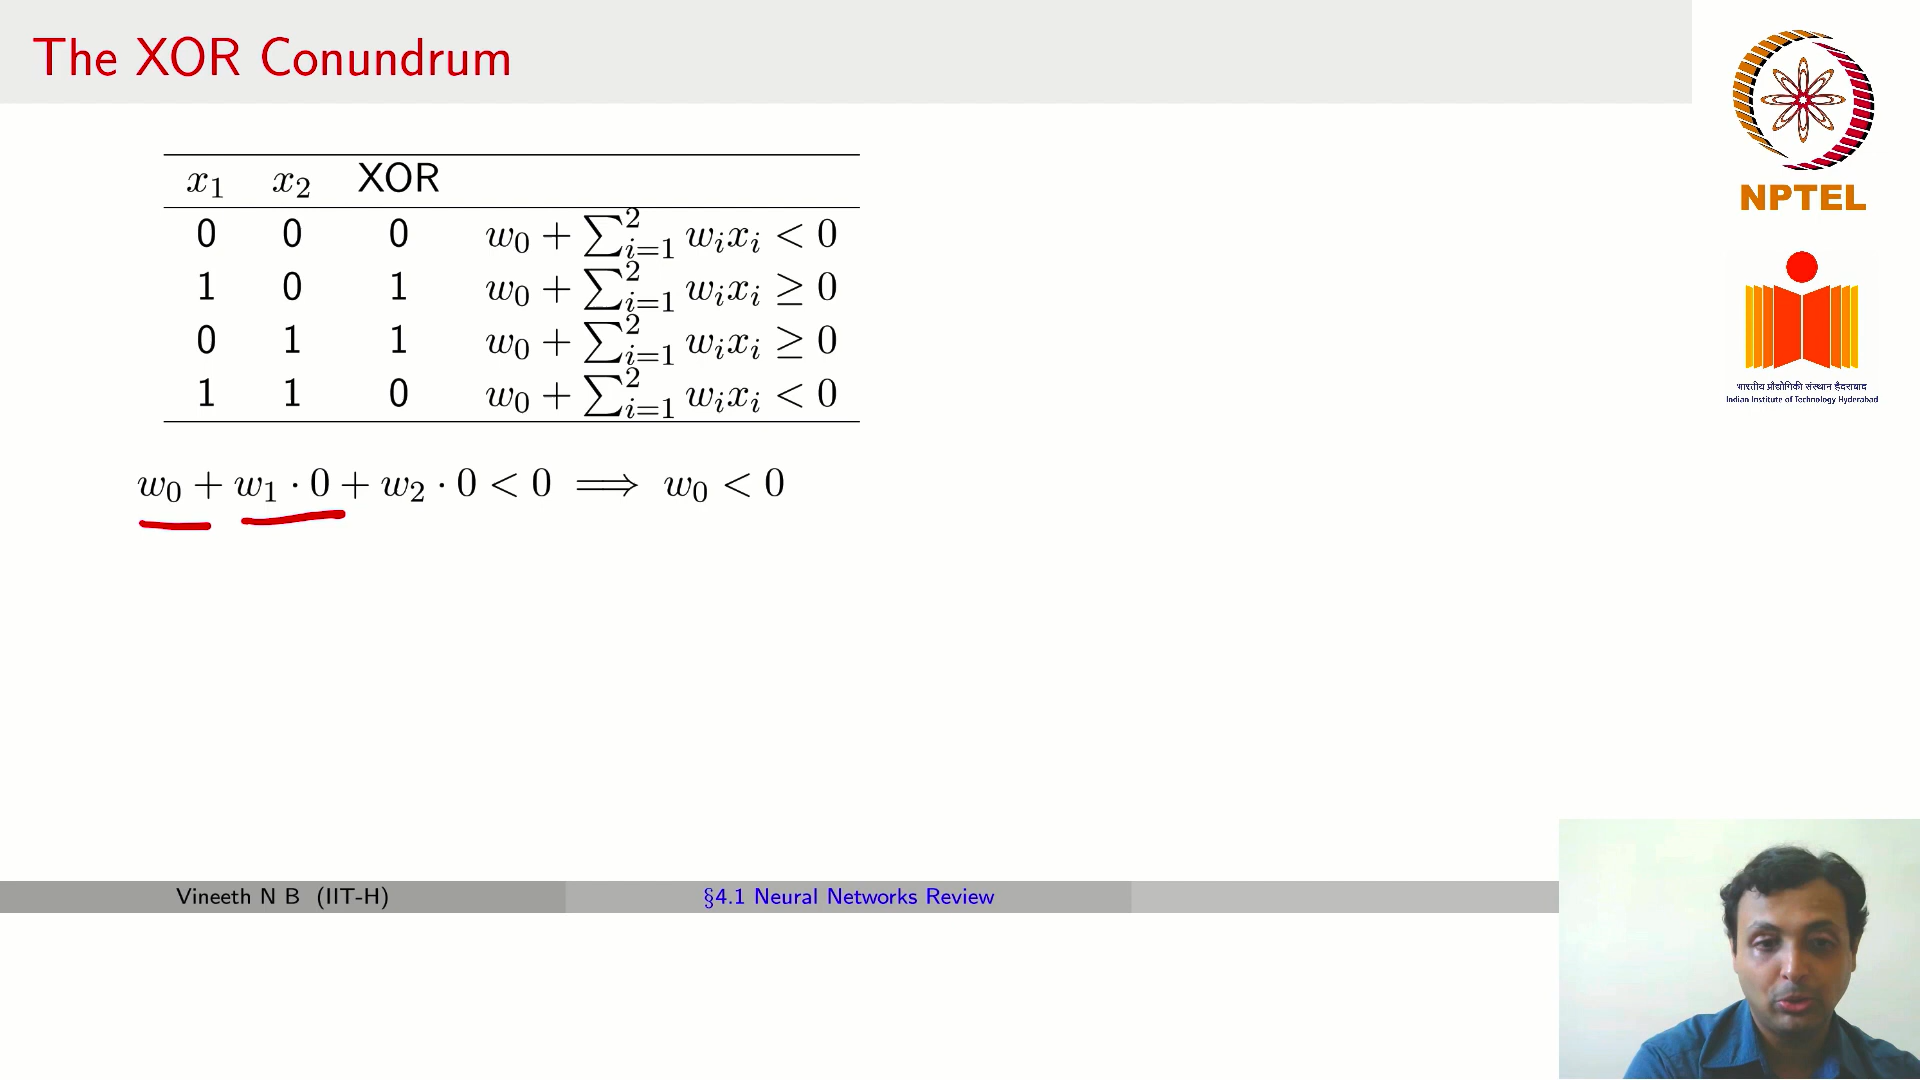 The XOR Conundrum
x₁ x₂ XOR
0 0 0 w₀ + ∑²ᵢ₌₁ wᵢxᵢ < 0
1 0 1 w₀ + ∑²ᵢ₌₁ wᵢxᵢ ≥ 0
0 1 1 w₀ + ∑²ᵢ₌₁ wᵢxᵢ ≥ 0
1 1 0 w₀ + ∑²ᵢ₌₁ wᵢxᵢ < 0
w₀ + w₁ · 0 + w₂ · 0 < 0 ⟹ w₀ < 0
NPTEL
भारतीय प्रौद्योगिकी संस्थान हैदराबाद
Indian Institute of Technology Hyderabad
Vineeth N B (IIT-H)
§4.1 Neural Networks Review